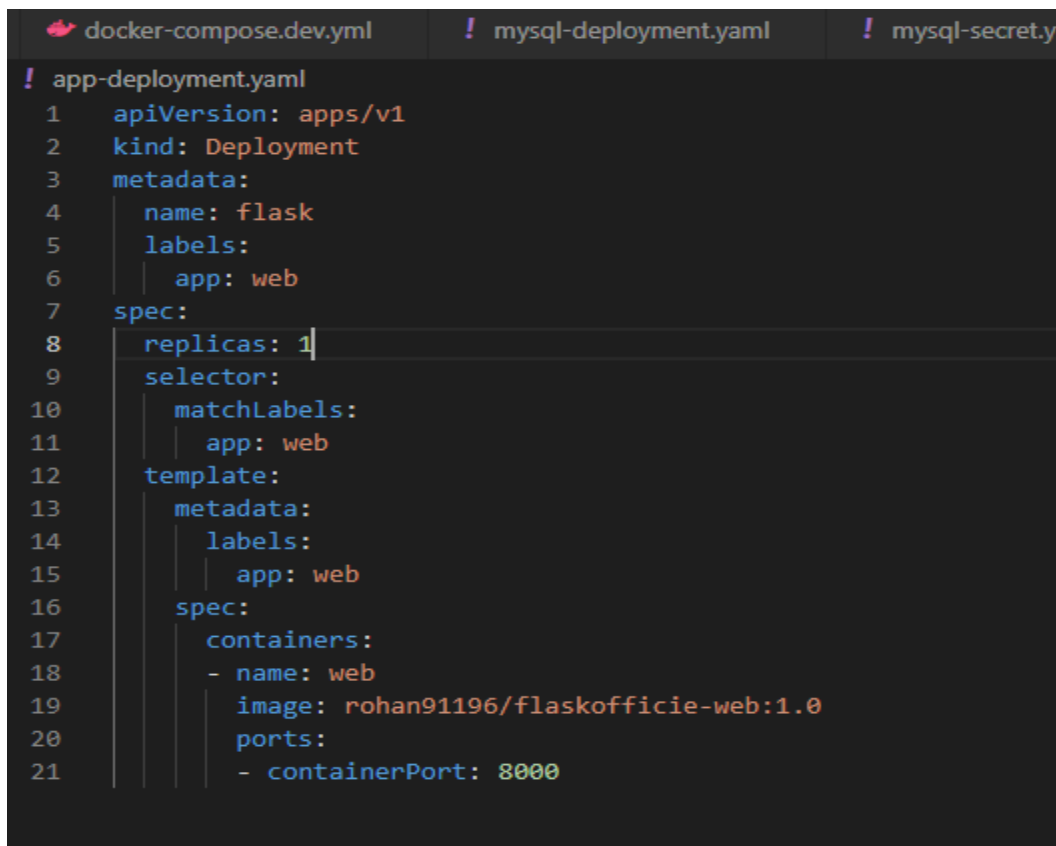 docker-compose.dev.yml ! mysql-deployment.yaml ! mysql-secret.y
! app-deployment.yaml
1 apiVersion: apps/v1
2 kind: Deployment
3 metadata:
4   name: flask
5   labels:
6     app: web
7 spec:
8   replicas: 1
9   selector:
10     matchLabels:
11       app: web
12   template:
13     metadata:
14       labels:
15         app: web
16     spec:
17       containers:
18       - name: web
19         image: rohan91196/flaskofficie-web:1.0
20         ports:
21         - containerPort: 8000